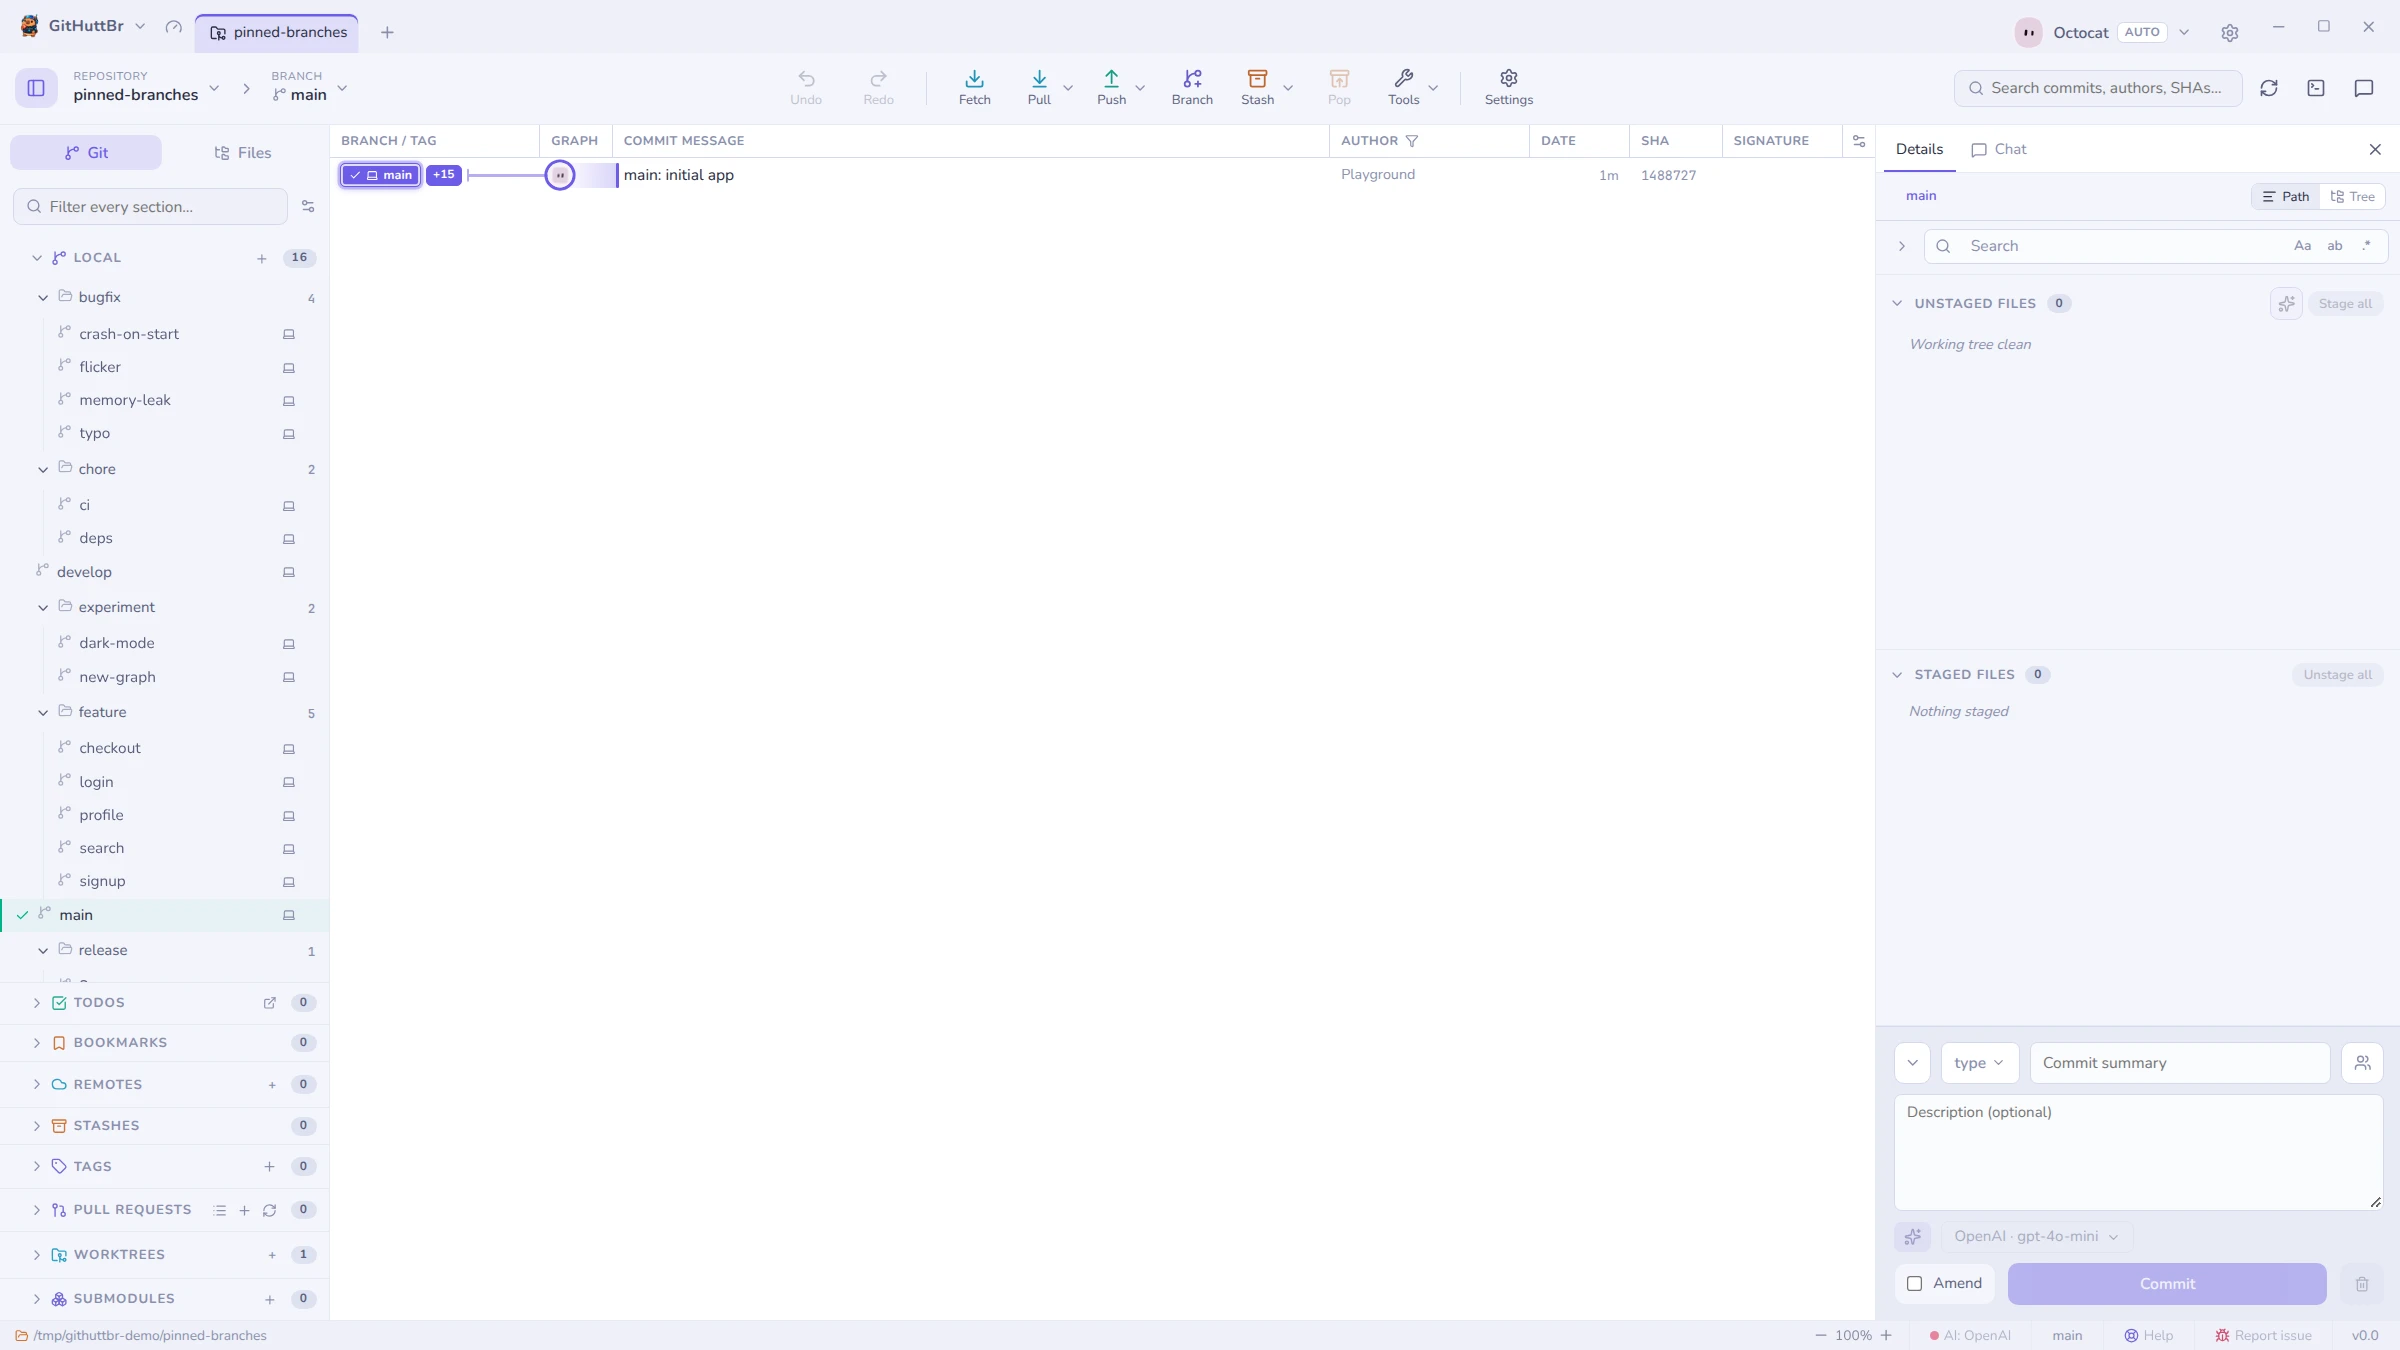 GitHuttBr
pinned-branches
Octocat AUTO
REPOSITORY
pinned-branches
BRANCH
main
Undo
Redo
Fetch
Pull
Push
Branch
Stash
Pop
Tools
Settings
Search commits, authors, SHAs...
Git
Files
Filter every section...
LOCAL 16
bugfix 4
crash-on-start
flicker
memory-leak
typo
chore 2
ci
deps
develop
experiment 2
dark-mode
new-graph
feature 5
checkout
login
profile
search
signup
main
release 1
TODOS 0
BOOKMARKS 0
REMOTES 0
STASHES 0
TAGS 0
PULL REQUESTS 0
WORKTREES 1
SUBMODULES 0
BRANCH / TAG GRAPH COMMIT MESSAGE AUTHOR DATE SHA SIGNATURE
main +15 main: initial app Playground 1m 1488727
Details
Chat
main
Path
Tree
Search Aa ab .*
UNSTAGED FILES 0 Stage all
Working tree clean
STAGED FILES 0 Unstage all
Nothing staged
type
Commit summary
Description (optional)
OpenAI · gpt-4o-mini
Amend
Commit
/tmp/githuttbr-demo/pinned-branches
100%
AI: OpenAI
main
Help
Report issue
v0.0